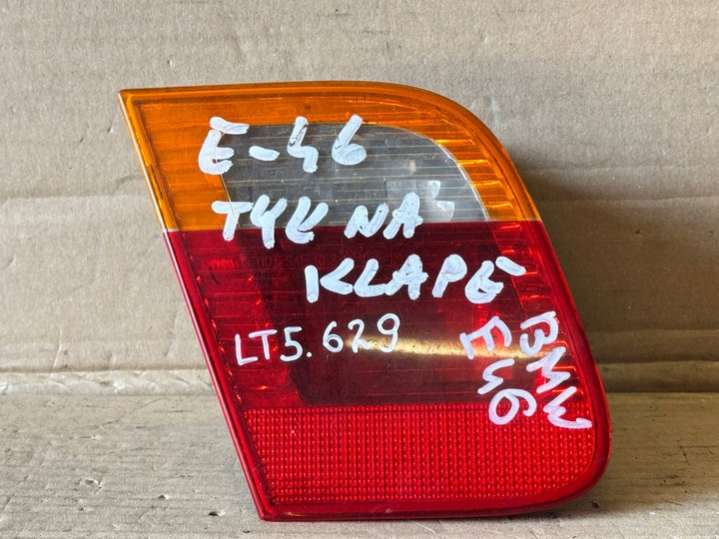 E-46
TYŁ NA
KLAPĘ
LT5.629
BMW
E46